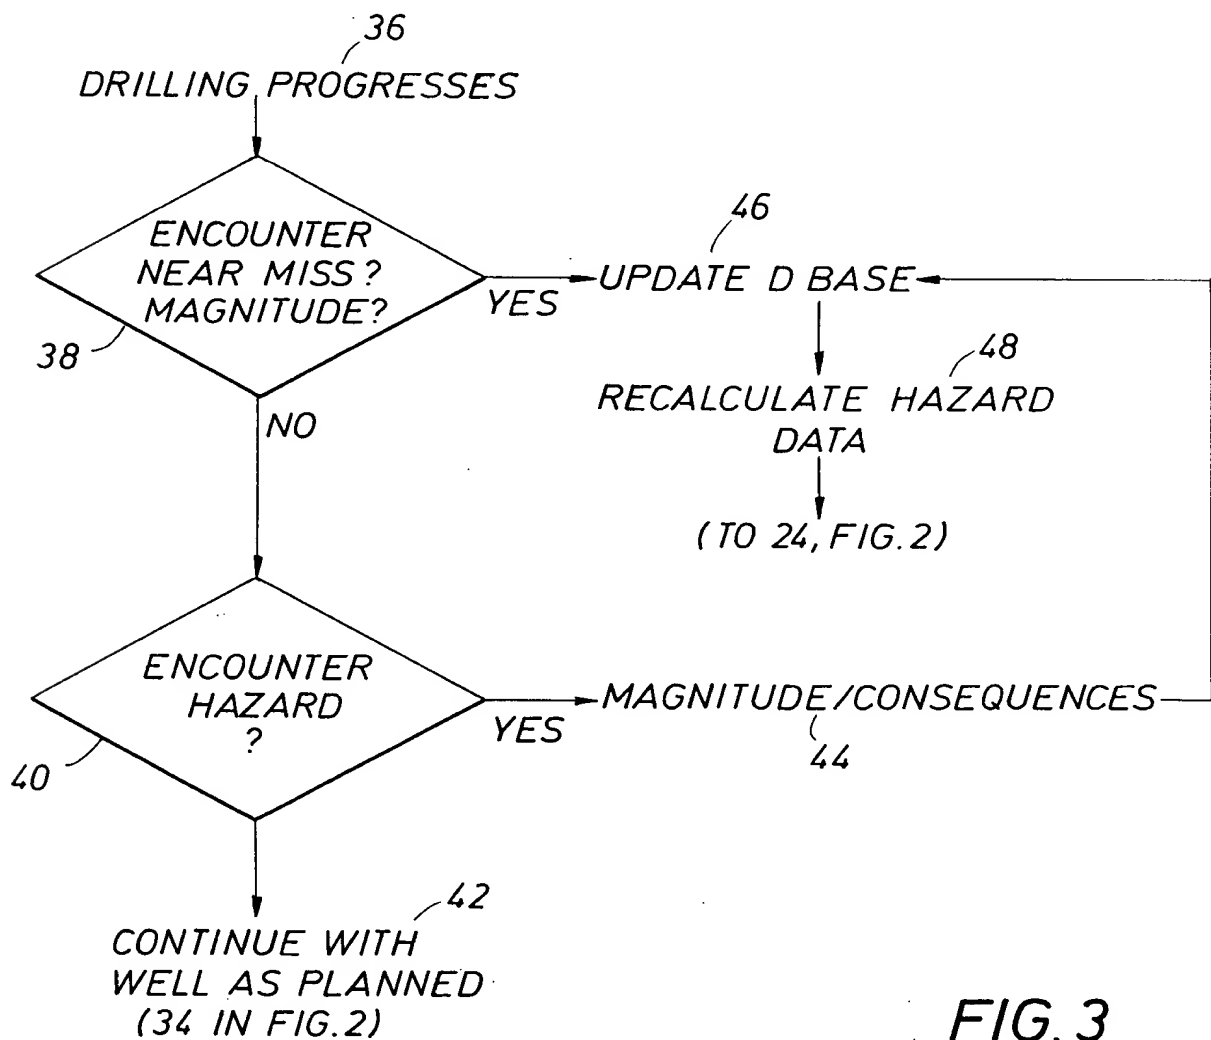 36
DRILLING PROGRESSES
ENCOUNTER
NEAR MISS?
MAGNITUDE?
38
YES
NO
46
UPDATE D BASE
48
RECALCULATE HAZARD
DATA
(TO 24, FIG.2)
ENCOUNTER
HAZARD
?
40
YES
MAGNITUDE/CONSEQUENCES
44
42
CONTINUE WITH
WELL AS PLANNED
(34 IN FIG.2)
FIG. 3